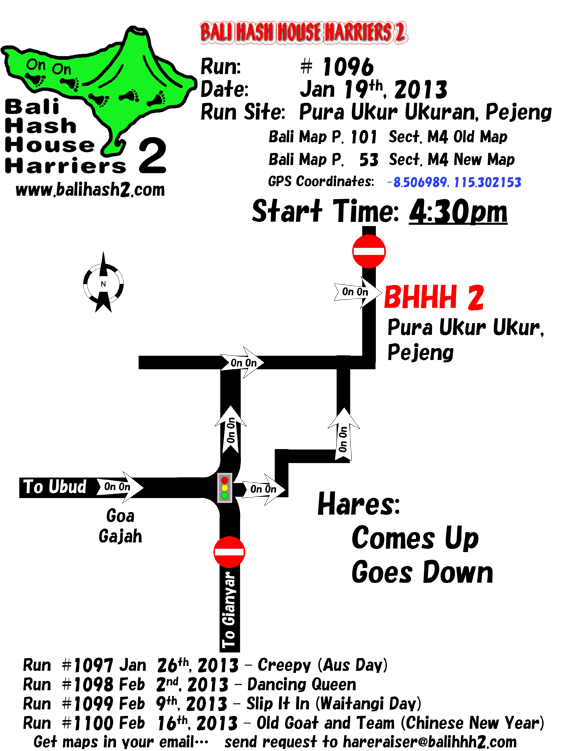 BALI HASH HOUSE HARRIERS 2
On On
Bali
Hash
House
Harriers 2
www.balihash2.com
Run: # 1096
Date: Jan 19th, 2013
Run Site: Pura Ukur Ukuran, Pejeng
Bali Map P. 101 Sect. M4 Old Map
Bali Map P. 53 Sect. M4 New Map
GPS Coordinates: -8.506989, 115.302153
Start Time: 4:30pm
N
On On
BHHH 2
Pura Ukur Ukur,
Pejeng
On On
On On
On On
To Ubud
On On
On On
Goa
Gajah
Hares:
Comes Up
Goes Down
To Gianyar
Run #1097 Jan 26th, 2013 - Creepy (Aus Day)
Run #1098 Feb 2nd, 2013 - Dancing Queen
Run #1099 Feb 9th, 2013 - Slip It In (Waitangi Day)
Run #1100 Feb 16th, 2013 - Old Goat and Team (Chinese New Year)
Get maps in your email… send request to hareraiser@balihhh2.com